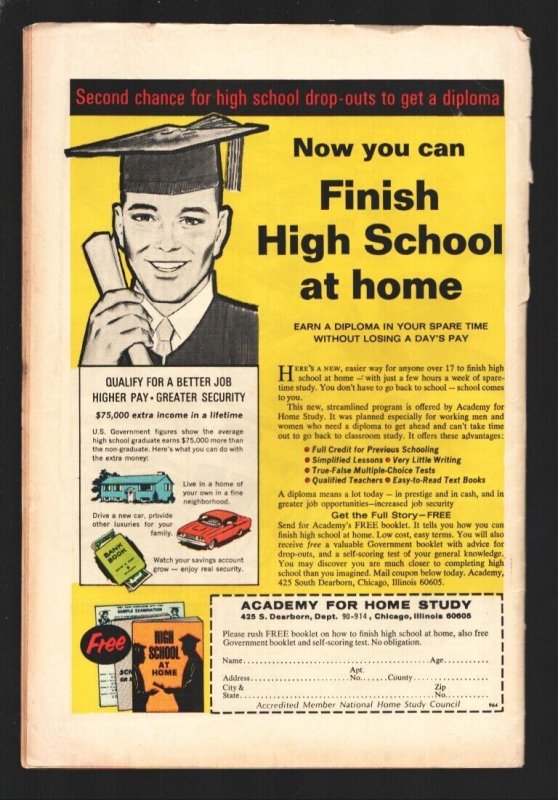 Second chance for high school drop-outs to get a diploma
Now you can
Finish
High School
at home
EARN A DIPLOMA IN YOUR SPARE TIME
WITHOUT LOSING A DAY'S PAY
QUALIFY FOR A BETTER JOB
HIGHER PAY • GREATER SECURITY
$75,000 extra income in a lifetime
U.S. Government figures show the average
high school graduate earns $75,000 more than
the non-graduate. Here's what you can do with
the extra money:
Live in a home of
your own in a fine
neighborhood.
Drive a new car, provide
other luxuries for your
family.
BANK
BOOK
Watch your savings account
grow — enjoy real security.
HERE'S A NEW, easier way for anyone over 17 to finish high
school at home — with just a few hours a week of spare-
time study. You don't have to go back to school — school comes
to you.
This new, streamlined program is offered by Academy for
Home Study. It was planned especially for working men and
women who need a diploma to get ahead and can't take time
out to go back to classroom study. It offers these advantages:
• Full Credit for Previous Schooling
• Simplified Lessons • Very Little Writing
• True-False Multiple-Choice Tests
• Qualified Teachers • Easy-to-Read Text Books
A diploma means a lot today – in prestige and in cash, and in
greater job opportunities—increased job security
Get the Full Story—FREE
Send for Academy's FREE booklet. It tells you how you can
finish high school at home. Low cost, easy terms. You will also
receive free a valuable Government booklet with advice for
drop-outs, and a self-scoring test of your general knowledge.
You may discover you are much closer to completing high
school than you imagined. Mail coupon below today. Academy,
425 South Dearborn, Chicago, Illinois 60605.
SAMPLE EXAMINATION
Free
HIGH
SCHOOL
AT
HOME
ACADEMY FOR HOME STUDY
425 S. Dearborn, Dept. 90-914, Chicago, Illinois 60605
Please rush FREE booklet on how to finish high school at home, also free
Government booklet and self-scoring test. No obligation.
Name Age
Apt.
Address No. County
City & Zip
State No.
Accredited Member National Home Study Council 964